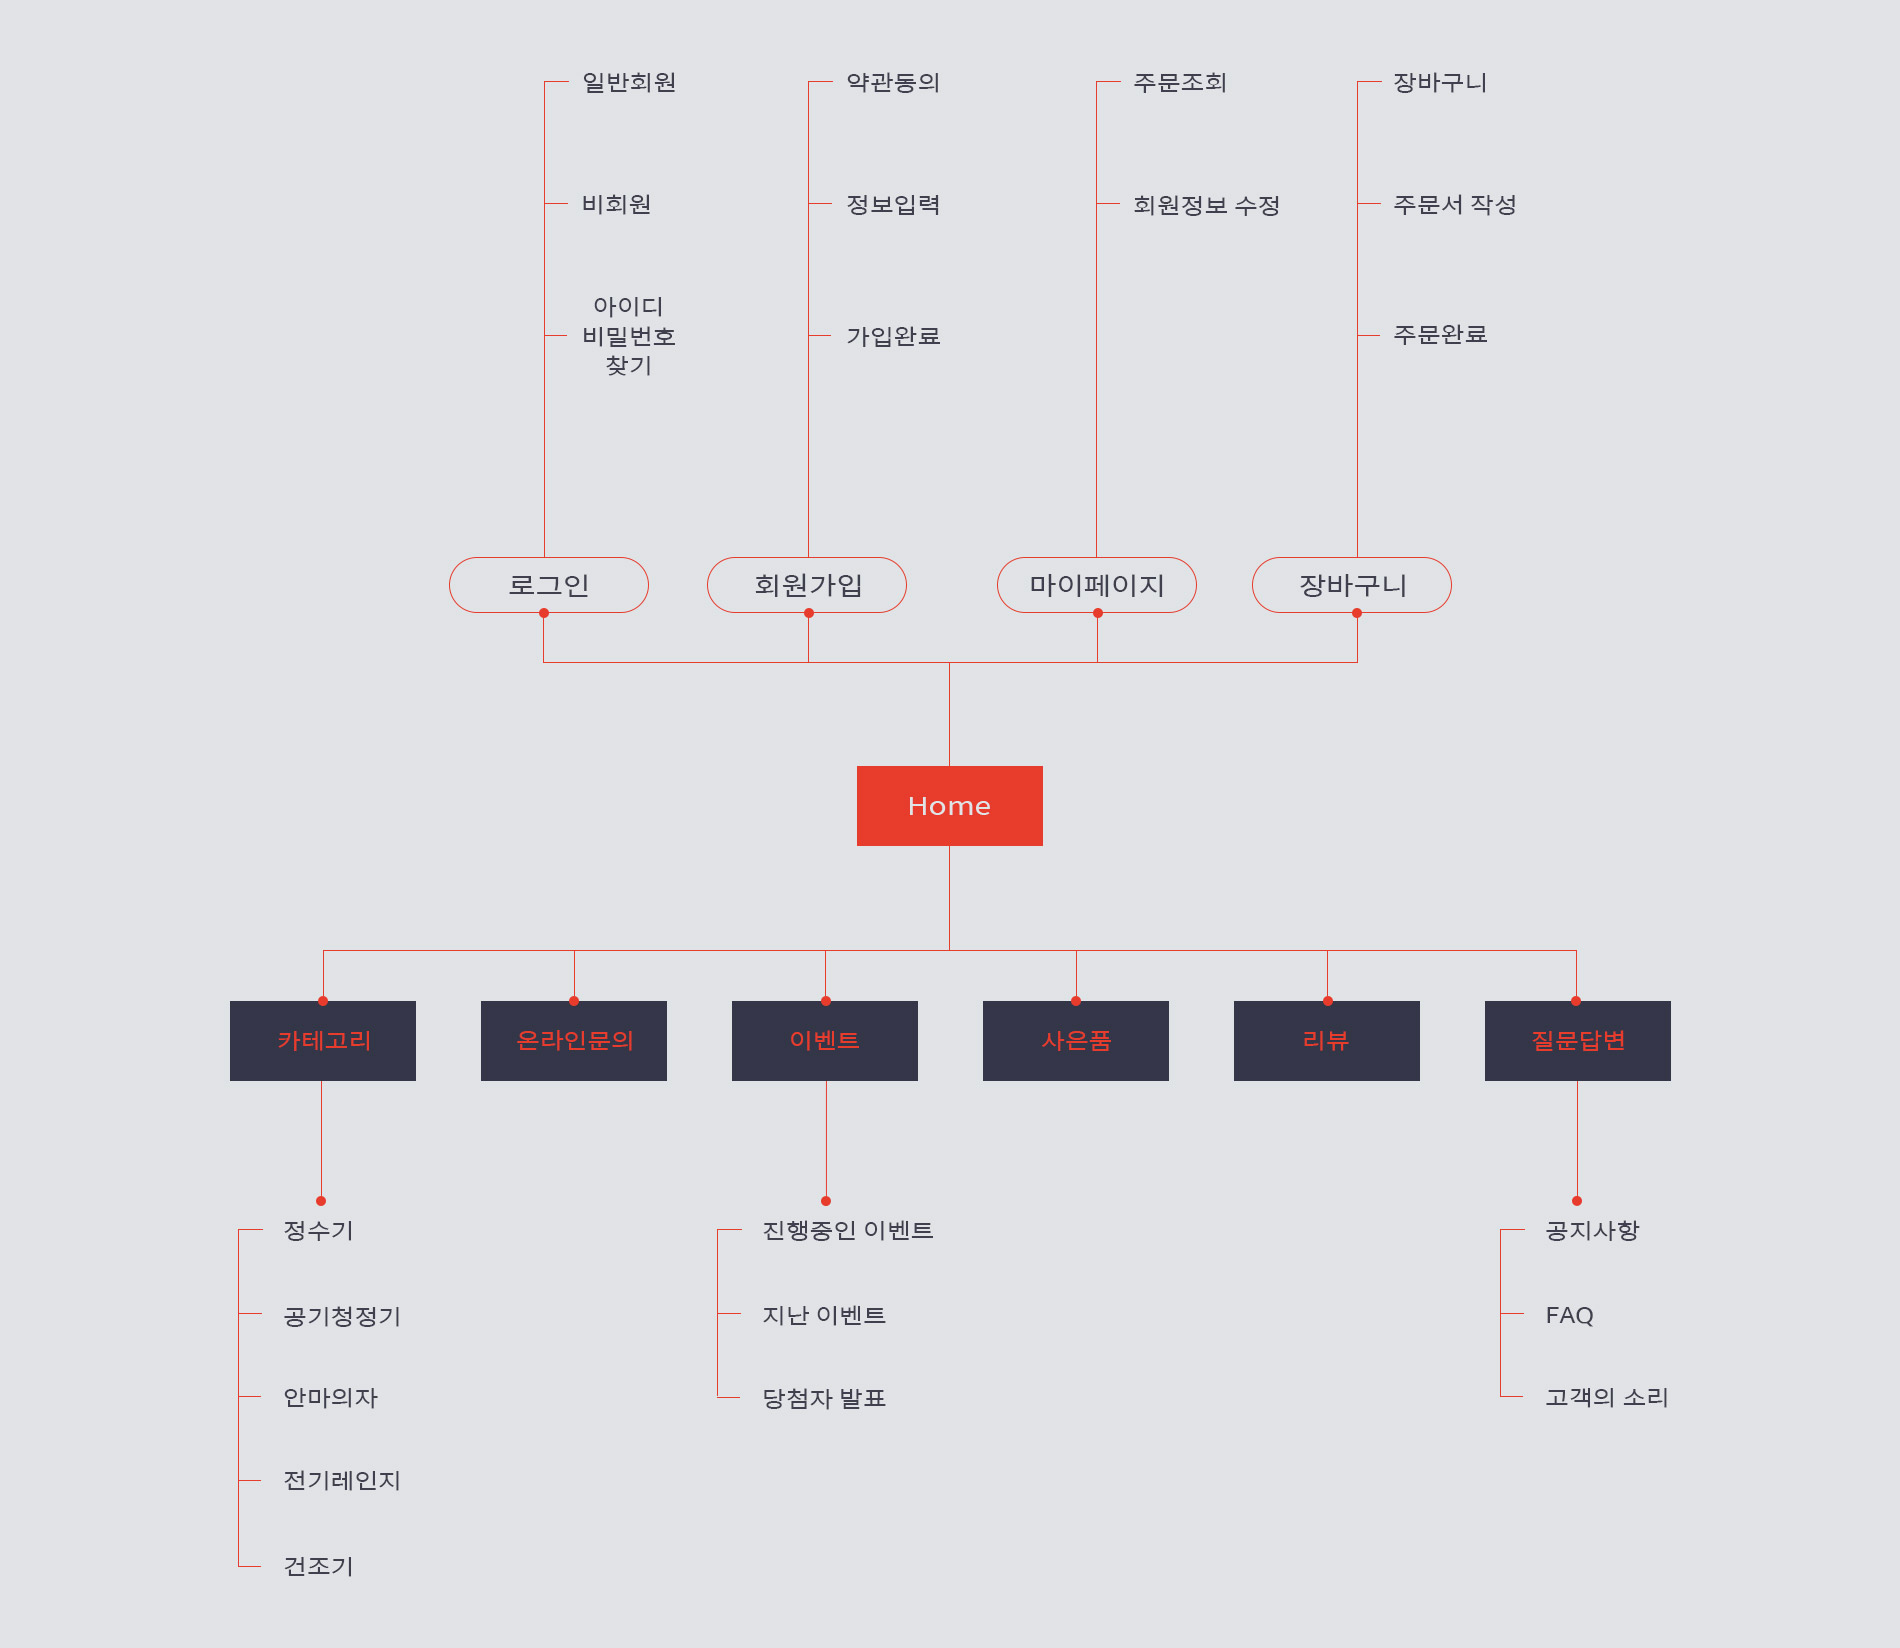 일반회원
약관동의
주문조회
장바구니
비회원
정보입력
회원정보 수정
주문서 작성
아이디
비밀번호
찾기
가입완료
주문완료
로그인
회원가입
마이페이지
장바구니
Home
카테고리
온라인문의
이벤트
사은품
리뷰
질문답변
정수기
진행중인 이벤트
공지사항
공기청정기
지난 이벤트
FAQ
안마의자
당첨자 발표
고객의 소리
전기레인지
건조기